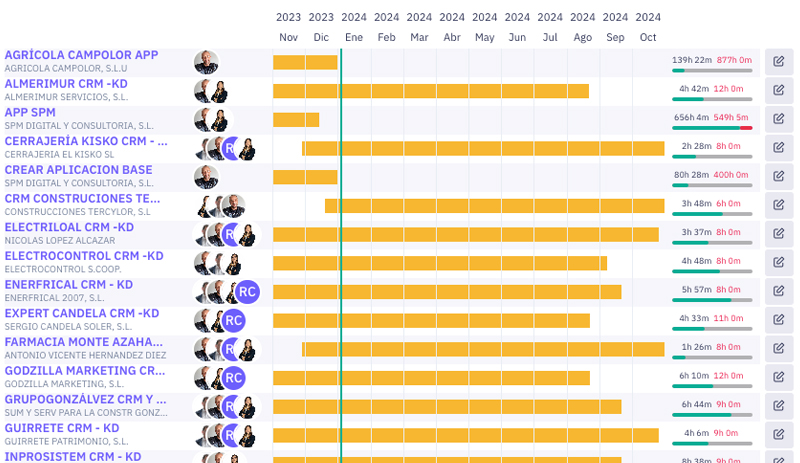 2023 2023 2024 2024 2024 2024 2024 2024 2024 2024 2024 2024
Nov Dic Ene Feb Mar Abr May Jun Jul Ago Sep Oct
AGRÍCOLA CAMPOLOR APP
AGRICOLA CAMPOLOR, S.L.U
139h 22m 877h 0m
ALMERIMUR CRM -KD
ALMERIMUR SERVICIOS, S.L.
4h 42m 12h 0m
APP SPM
SPM DIGITAL Y CONSULTORIA, S.L.
656h 4m 549h 5m
CERRAJERÍA KISKO CRM - ...
CERRAJERIA EL KISKO SL
R
2h 28m 8h 0m
CREAR APLICACION BASE
SPM DIGITAL Y CONSULTORIA, S.L.
80h 28m 400h 0m
CRM CONSTRUCIONES TE...
CONSTRUCCIONES TERCYLOR, S.L
3h 48m 6h 0m
ELECTRILOAL CRM -KD
NICOLAS LOPEZ ALCAZAR
R
3h 37m 8h 0m
ELECTROCONTROL CRM -KD
ELECTROCONTROL S.COOP.
4h 48m 8h 0m
ENERFRICAL CRM - KD
ENERFRICAL 2007, S.L.
RC
5h 57m 8h 0m
EXPERT CANDELA CRM -KD
SERGIO CANDELA SOLER, S.L.
RC
4h 33m 11h 0m
FARMACIA MONTE AZAHA...
ANTONIO VICENTE HERNANDEZ DIEZ
R
1h 26m 8h 0m
GODZILLA MARKETING CR...
GODZILLA MARKETING, S.L.
RC
6h 10m 12h 0m
GRUPOGONZÁLVEZ CRM Y ...
SUM Y SERV PARA LA CONSTR GONZ...
R
6h 44m 9h 0m
GUIRRETE CRM - KD
GUIRRETE PATRIMONIO, S.L.
R
4h 6m 9h 0m
INPROSISTEM CRM - KD
8h 38m 9h 0m